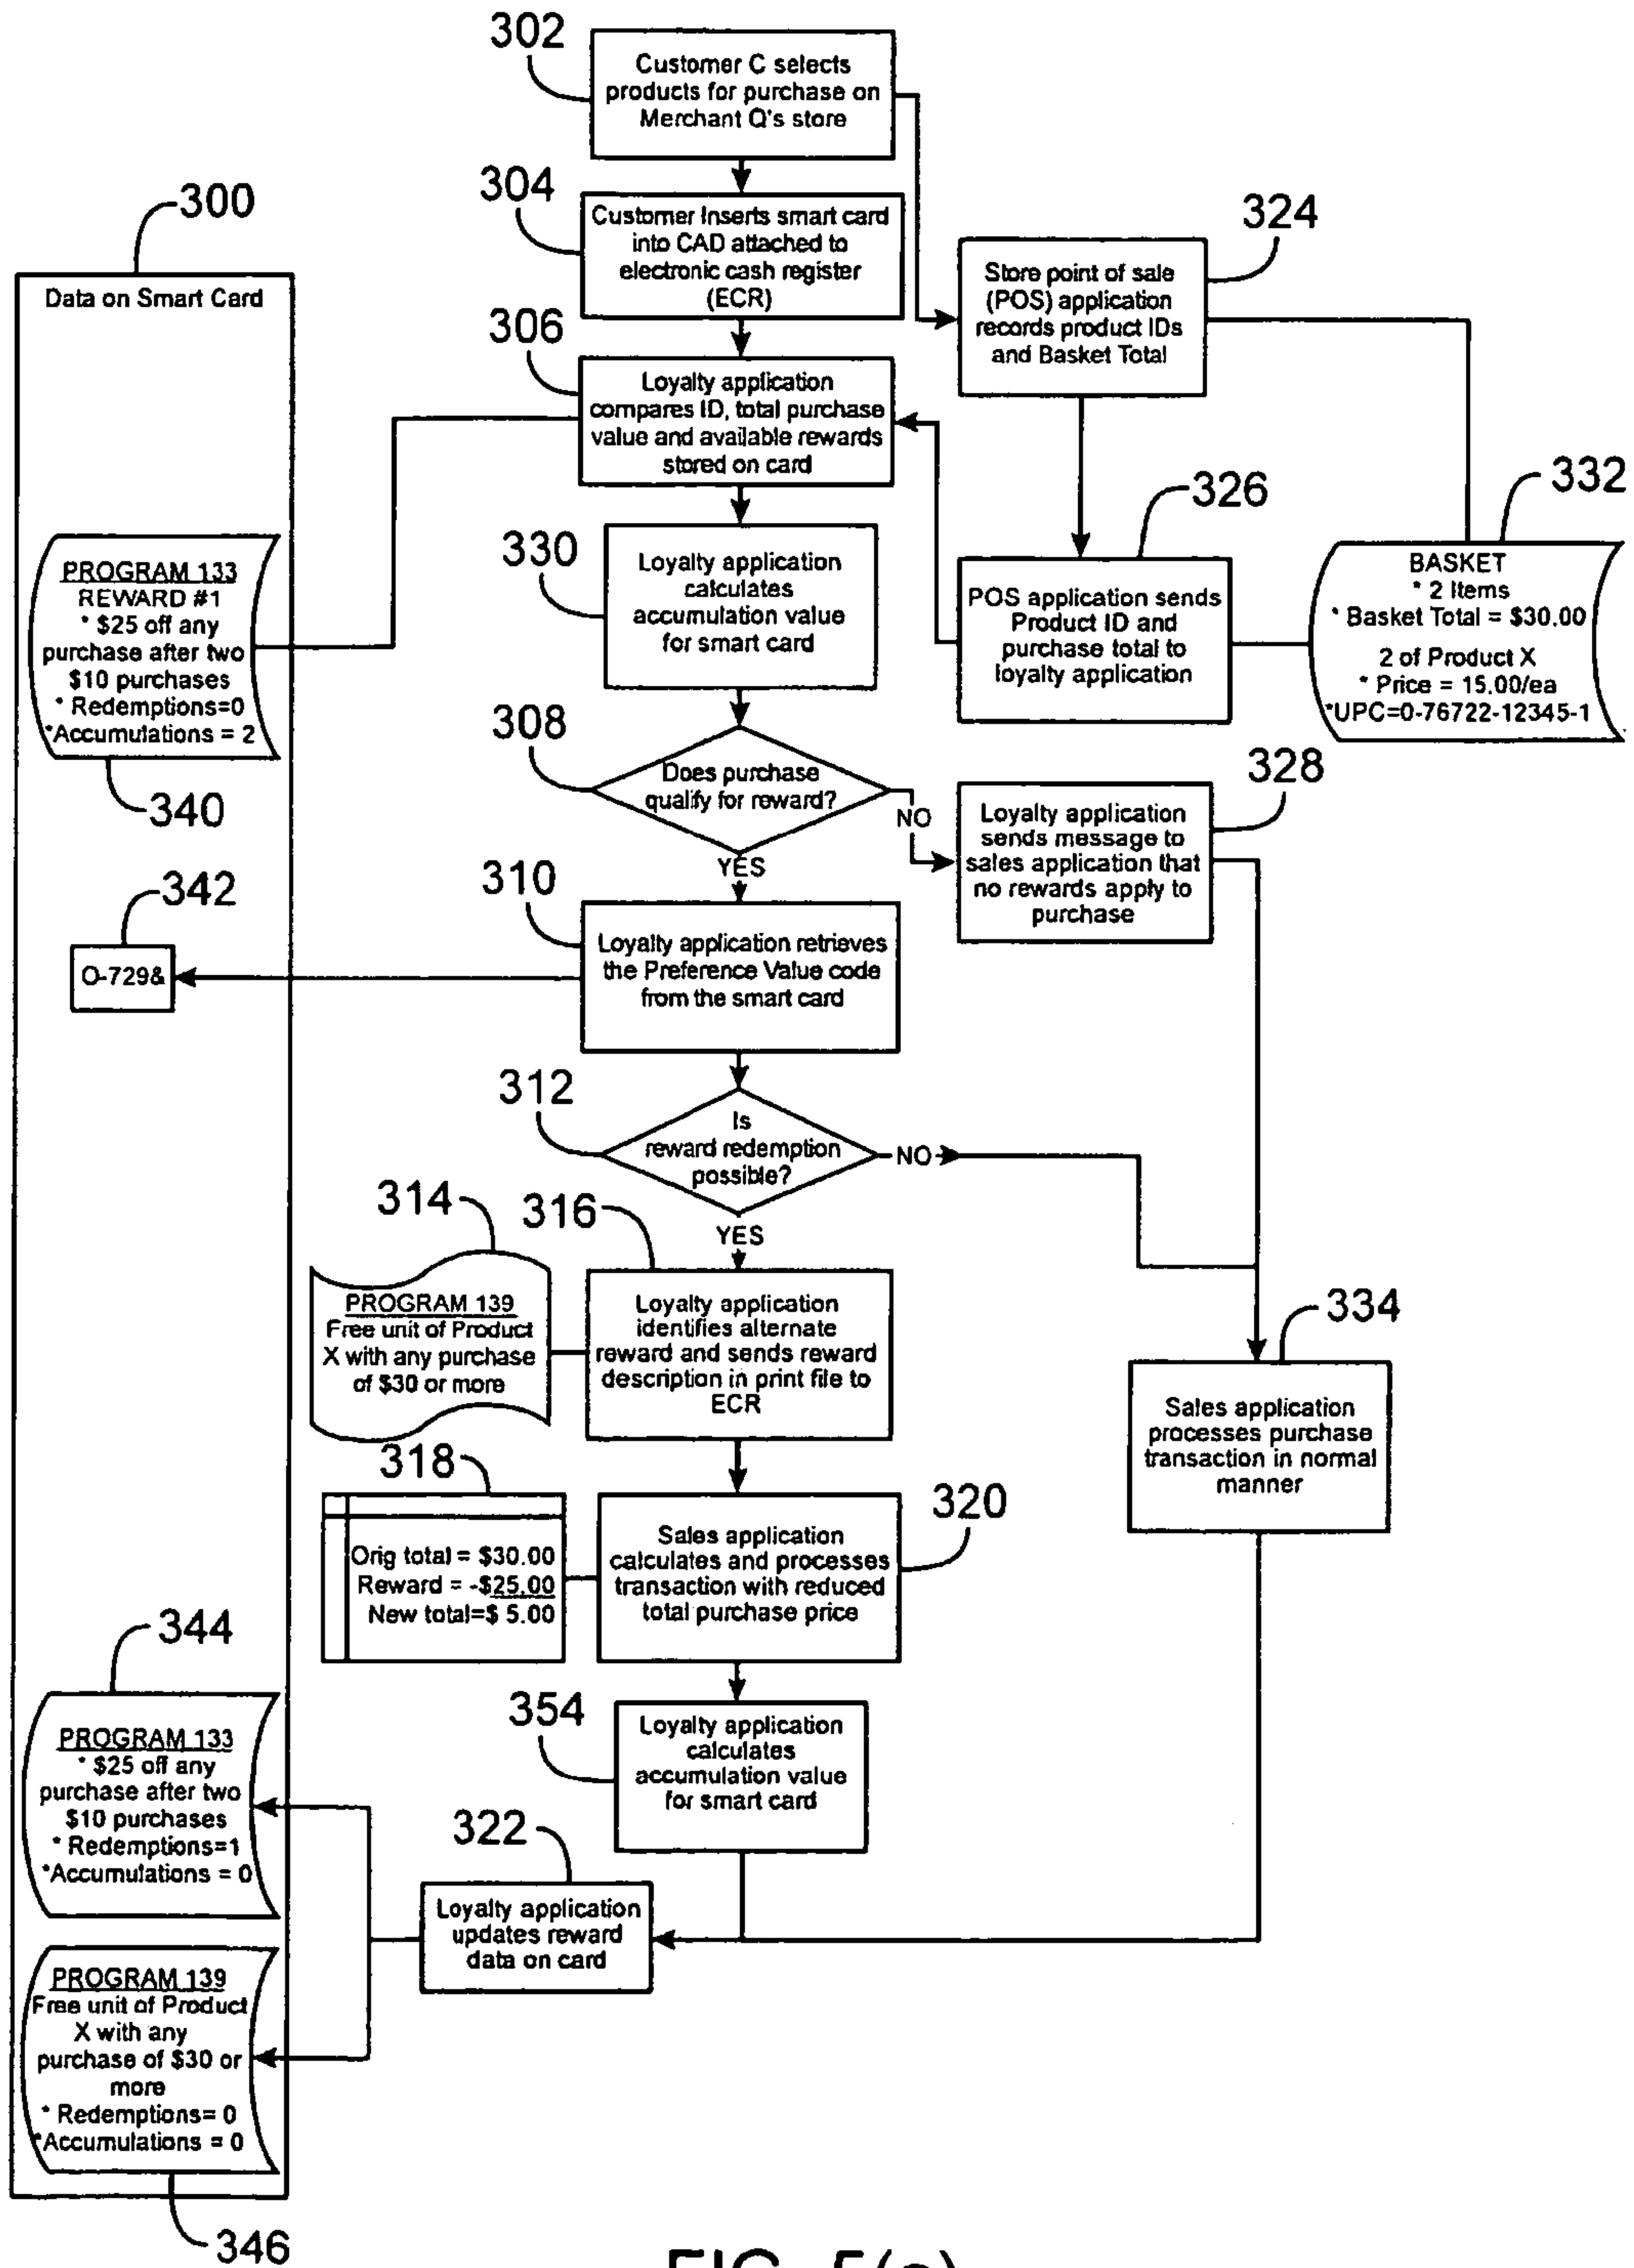 302
Customer C selects
products for purchase on
Merchant Q's store
304
Customer Inserts smart card
into CAD attached to
electronic cash register
(ECR)
300
Data on Smart Card
324
Store point of sale
(POS) application
records product IDs
and Basket Total
306
Loyalty application
compares ID, total purchase
value and available rewards
stored on card
332
BASKET
* 2 Items
* Basket Total = $30.00
2 of Product X
* Price = 15.00/ea
*UPC=0-76722-12345-1
326
POS application sends
Product ID and
purchase total to
loyalty application
330
Loyalty application
calculates
accumulation value
for smart card
PROGRAM 133
REWARD #1
* $25 off any
purchase after two
$10 purchases
* Redemptions=0
*Accumulations = 2
340
308
Does purchase
qualify for reward?
NO
YES
328
Loyalty application
sends message to
sales application that
no rewards apply to
purchase
342
O-729&
310
Loyalty application retrieves
the Preference Value code
from the smart card
312
Is
reward redemption
possible?
NO
YES
314
PROGRAM 139
Free unit of Product
X with any purchase
of $30 or more
316
Loyalty application
identifies alternate
reward and sends reward
description in print file to
ECR
334
Sales application
processes purchase
transaction in normal
manner
318
Orig total = $30.00
Reward = -$25.00
New total=$ 5.00
320
Sales application
calculates and processes
transaction with reduced
total purchase price
344
PROGRAM 133
* $25 off any
purchase after two
$10 purchases
* Redemptions=1
*Accumulations = 0
354
Loyalty application
calculates
accumulation value
for smart card
322
Loyalty application
updates reward
data on card
PROGRAM 139
Free unit of Product
X with any
purchase of $30 or
more
* Redemptions= 0
*Accumulations = 0
346